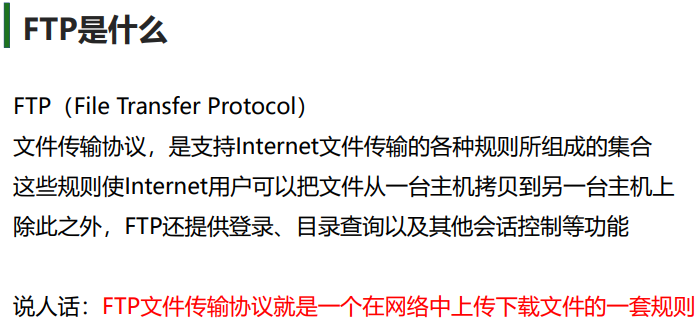 FTP是什么
FTP（File Transfer Protocol）
文件传输协议，是支持Internet文件传输的各种规则所组成的集合
这些规则使Internet用户可以把文件从一台主机拷贝到另一台主机上
除此之外，FTP还提供登录、目录查询以及其他会话控制等功能
说人话：FTP文件传输协议就是一个在网络中上传下载文件的一套规则